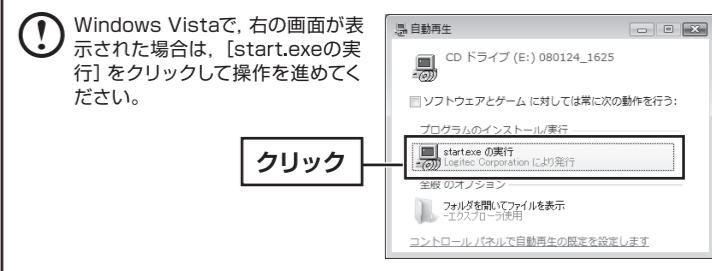 Windows Vistaで, 右の画面が表
示された場合は, [start.exeの実
行] をクリックして操作を進めてく
ださい。
クリック
自動再生
CD ドライブ (E:) 080124_1625
ソフトウェアとゲーム に対しては常に次の動作を行う:
プログラムのインストール/実行
start.exe の実行
Logitec Corporation により発行
全般 のオプション
フォルダを開いてファイルを表示
-エクスプローラ使用
コントロール パネルで自動再生の既定を設定します